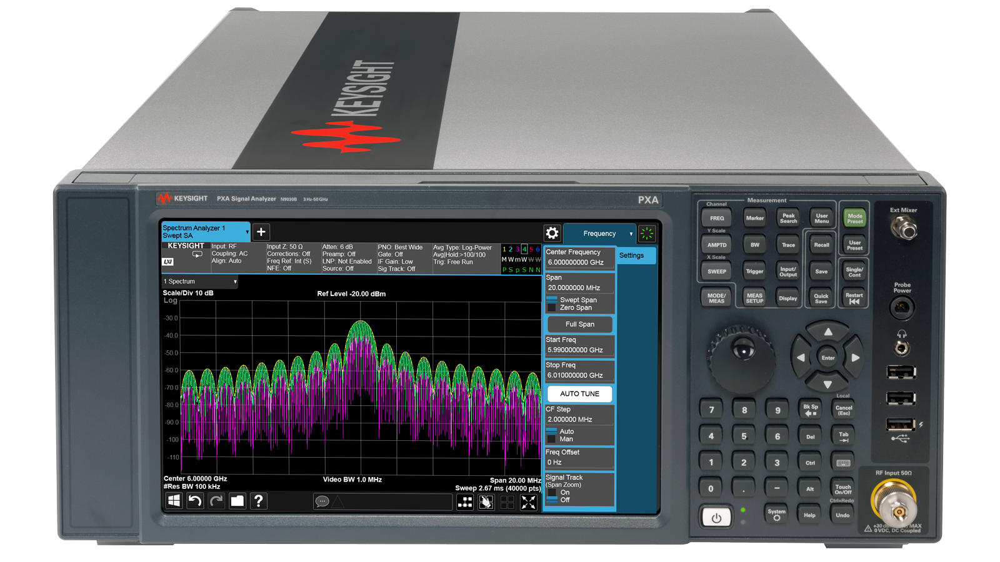 KEYSIGHT
KEYSIGHT PXA Signal Analyzer N9030B 3 Hz-50 GHz
PXA
Spectrum Analyzer 1
Swept SA
+
KEYSIGHT
LXI
Input: RF
Coupling: AC
Align: Auto
Input Z: 50 Ω
Corrections: Off
Freq Ref: Int (S)
NFE: Off
Atten: 6 dB
Preamp: Off
LNP: Not Enabled
Source: Off
PNO: Best Wide
Gate: Off
IF Gain: Low
Sig Track: Off
Avg Type: Log-Power
Avg|Hold:>100/100
Trig: Free Run
1 2 3 4 5 6
M W m W W W
P S p S N N
1 Spectrum
Scale/Div 10 dB
Ref Level -20.00 dBm
Log
-30.0
-40.0
-50.0
-60.0
-70.0
-80.0
-90.0
-100
-110
Center 6.00000 GHz
#Res BW 100 kHz
Video BW 1.0 MHz
Span 20.00 MHz
Sweep 2.67 ms (40000 pts)
?
Frequency
Settings
Center Frequency
6.000000000 GHz
Span
20.0000000 MHz
Swept Span
Zero Span
Full Span
Start Freq
5.990000000 GHz
Stop Freq
6.010000000 GHz
AUTO TUNE
CF Step
2.000000 MHz
Auto
Man
Freq Offset
0 Hz
Signal Track
(Span Zoom)
On
Off
Channel
Measurement
FREQ
Marker
Peak
Search
User
Menu
Mode
Preset
Y Scale
AMPTD
BW
Trace
Recall
User
Preset
X Scale
SWEEP
Trigger
Input/
Output
Save
Single/
Cont
MODE/
MEAS
MEAS
SETUP
Display
Quick
Save
Restart
Enter
Local
7
8
9
Bk Sp
Cancel
(Esc)
4
5
6
Del
Tab
1
2
3
Ctrl
0
.
–
Alt
Touch
On/Off
Ctrl=Redo
System
Help
Undo
Ext Mixer
Probe
Power
RF Input 50Ω
MAX
0 VDC, DC Coupled